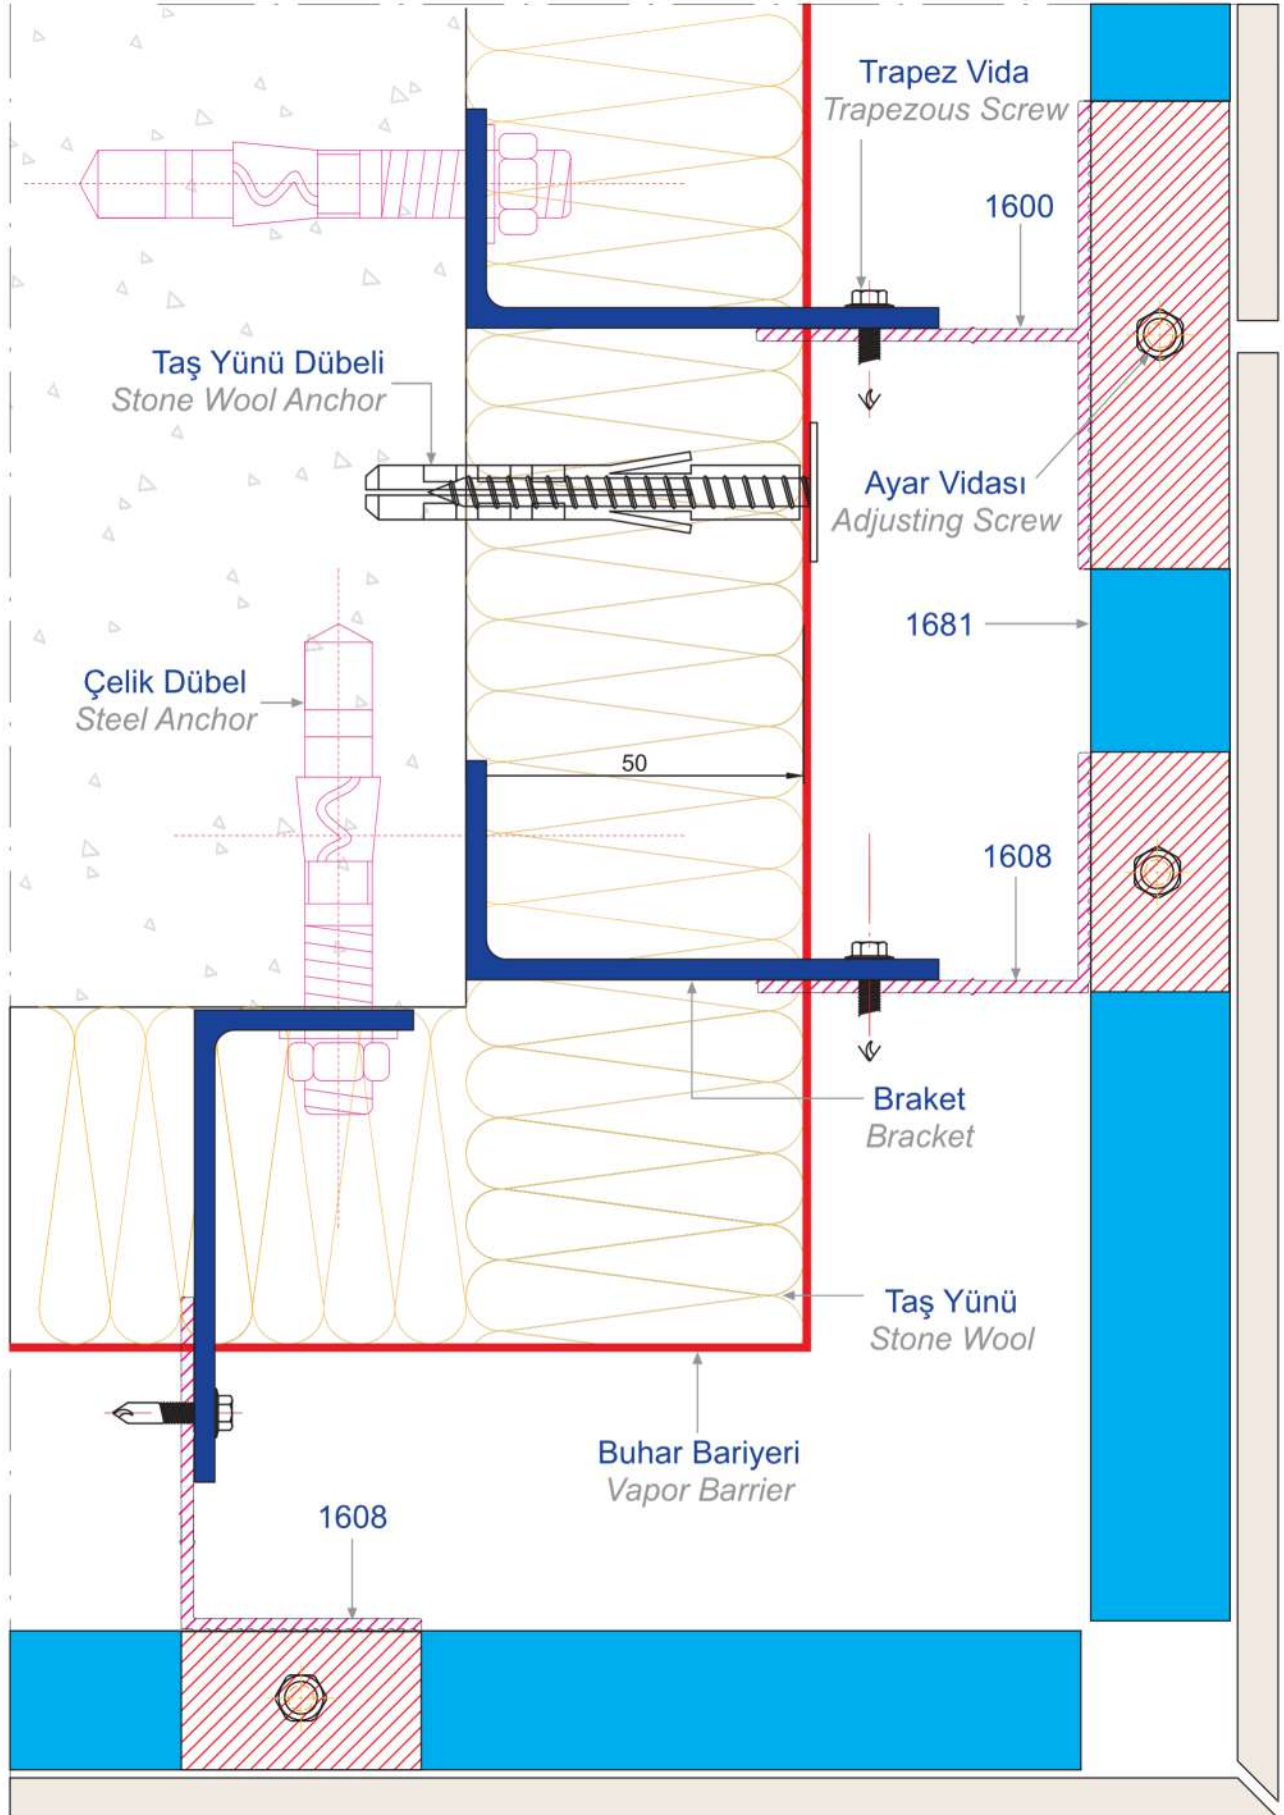 Trapez Vida
Trapezous Screw
1600
Taş Yünü Dübeli
Stone Wool Anchor
Ayar Vidası
Adjusting Screw
1681
Çelik Dübel
Steel Anchor
50
1608
Braket
Bracket
Taş Yünü
Stone Wool
Buhar Bariyeri
Vapor Barrier
1608